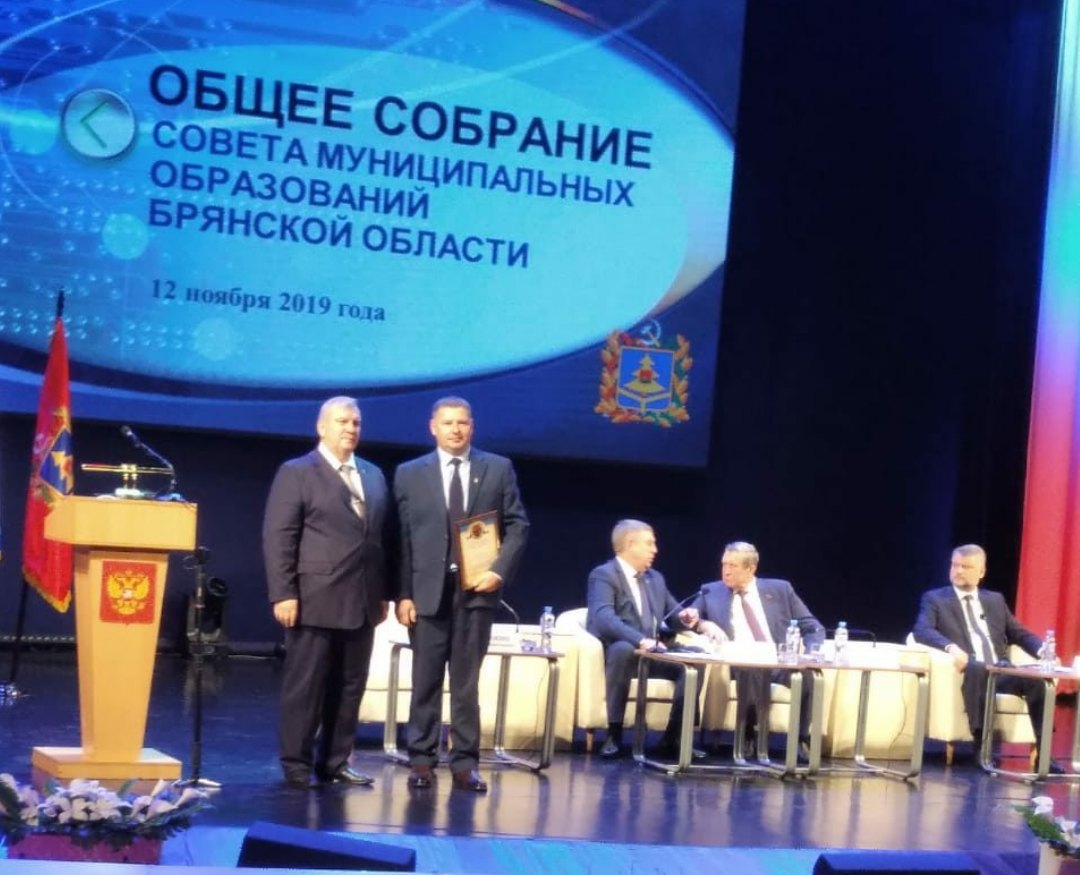 ОБЩЕЕ СОБРАНИЕ
СОВЕТА МУНИЦИПАЛЬНЫХ
ОБРАЗОВАНИЙ
БРЯНСКОЙ ОБЛАСТИ
12 ноября 2019 года